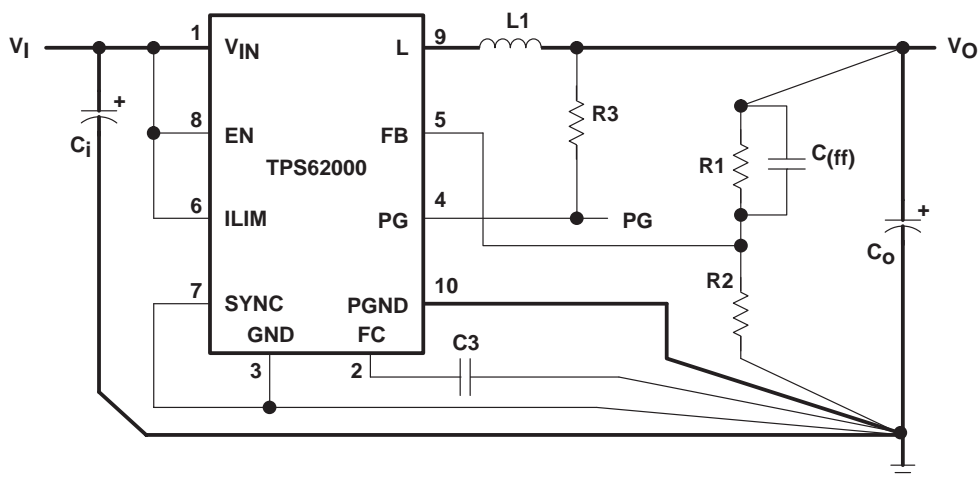 L1
VI 1 VIN L 9 VO
R3
+ 8 EN FB 5 C(ff)
Ci R1
TPS62000
6 ILIM PG 4 PG +
Co
R2
7 SYNC PGND 10
GND FC C3
3 2